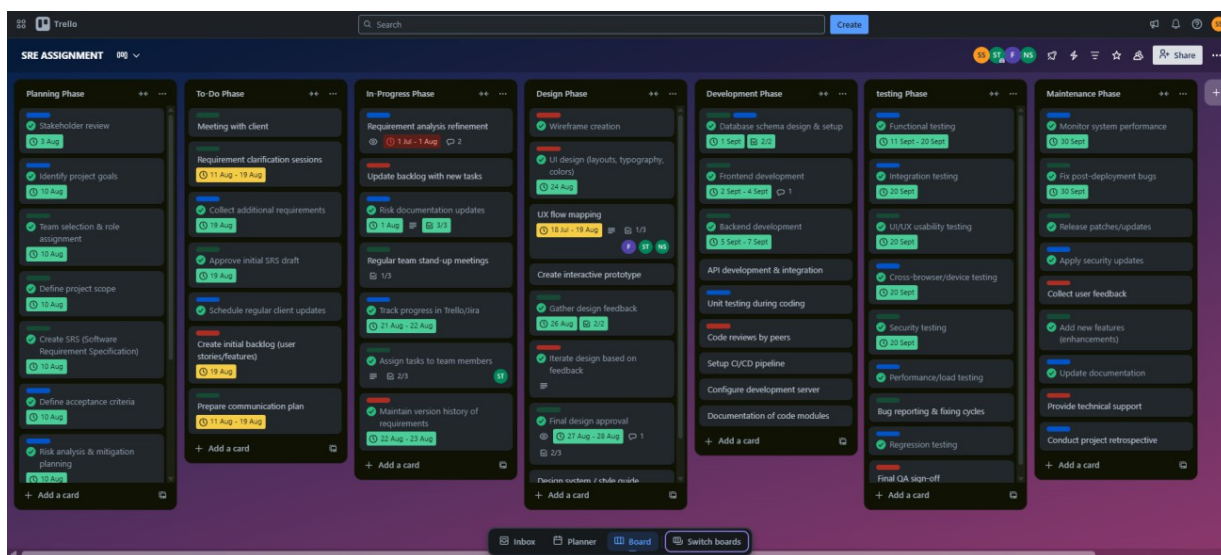 Trello
Search
Create
SS
SRE ASSIGNMENT
SS
ST
F
NS
Share
Planning Phase
Stakeholder review
3 Aug
Identify project goals
10 Aug
Team selection & role
assignment
10 Aug
Define project scope
10 Aug
Create SRS (Software
Requirement Specification)
10 Aug
Define acceptance criteria
10 Aug
Risk analysis & mitigation
planning
10 Aug
+ Add a card
To-Do Phase
Meeting with client
Requirement clarification sessions
11 Aug - 19 Aug
Collect additional requirements
19 Aug
Approve initial SRS draft
19 Aug
Schedule regular client updates
Create initial backlog (user
stories/features)
19 Aug
Prepare communication plan
11 Aug - 19 Aug
+ Add a card
In-Progress Phase
Requirement analysis refinement
1 Jul - 1 Aug 2
Update backlog with new tasks
Risk documentation updates
1 Aug 3/3
Regular team stand-up meetings
1/3
Track progress in Trello/Jira
21 Aug - 22 Aug
Assign tasks to team members
2/3 ST
Maintain version history of
requirements
22 Aug - 23 Aug
+ Add a card
Design Phase
Wireframe creation
UI design (layouts, typography,
colors)
24 Aug
UX flow mapping
18 Jul - 19 Aug 1/3
F ST NS
Create interactive prototype
Gather design feedback
26 Aug 2/2
Iterate design based on
feedback
Final design approval
27 Aug - 28 Aug 1
2/3
Design system / style guide
+ Add a card
Development Phase
Database schema design & setup
1 Sept 2/2
Frontend development
2 Sept - 4 Sept 1
Backend development
5 Sept - 7 Sept
API development & integration
Unit testing during coding
Code reviews by peers
Setup CI/CD pipeline
Configure development server
Documentation of code modules
+ Add a card
testing Phase
Functional testing
11 Sept - 20 Sept
Integration testing
20 Sept
UI/UX usability testing
20 Sept
Cross-browser/device testing
20 Sept
Security testing
20 Sept
Performance/load testing
Bug reporting & fixing cycles
Regression testing
Final QA sign-off
+ Add a card
Maintenance Phase
Monitor system performance
30 Sept
Fix post-deployment bugs
30 Sept
Release patches/updates
Apply security updates
Collect user feedback
Add new features
(enhancements)
Update documentation
Provide technical support
Conduct project retrospective
+ Add a card
Inbox
Planner
Board
Switch boards